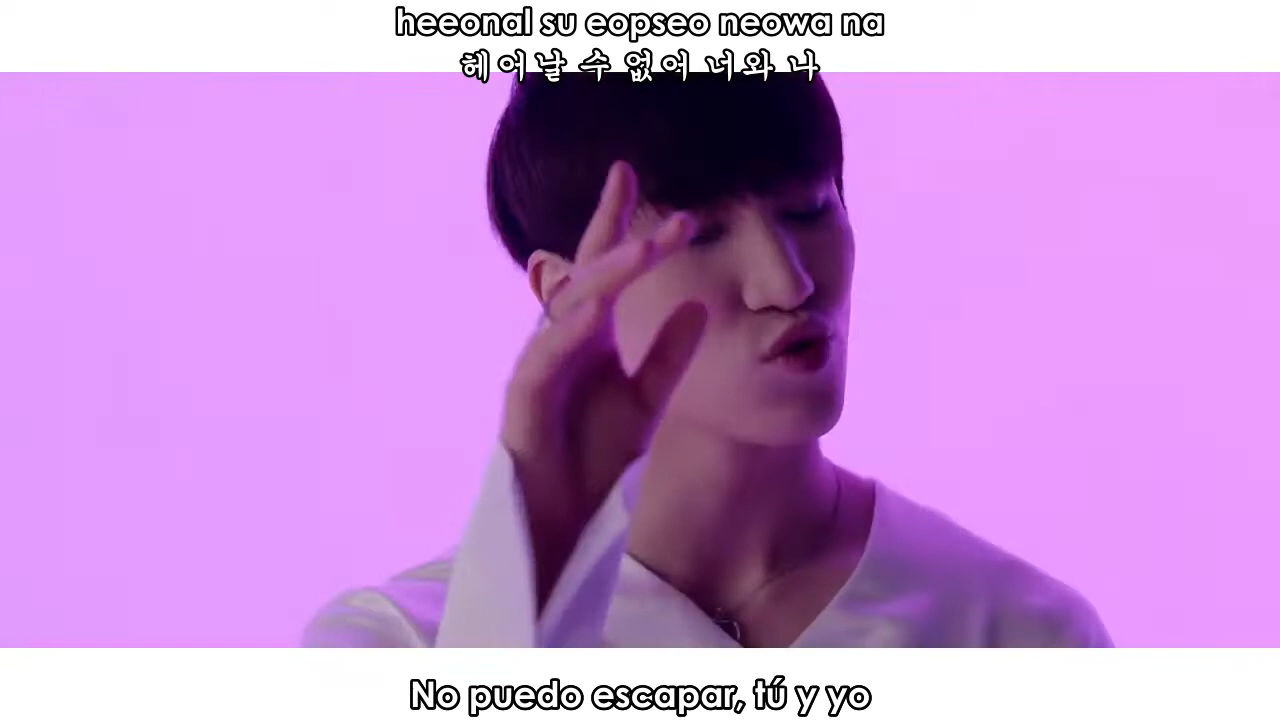 heeonal su eopseo neowa na
헤어날 수 없어 너와 나
No puedo escapar, tú y yo